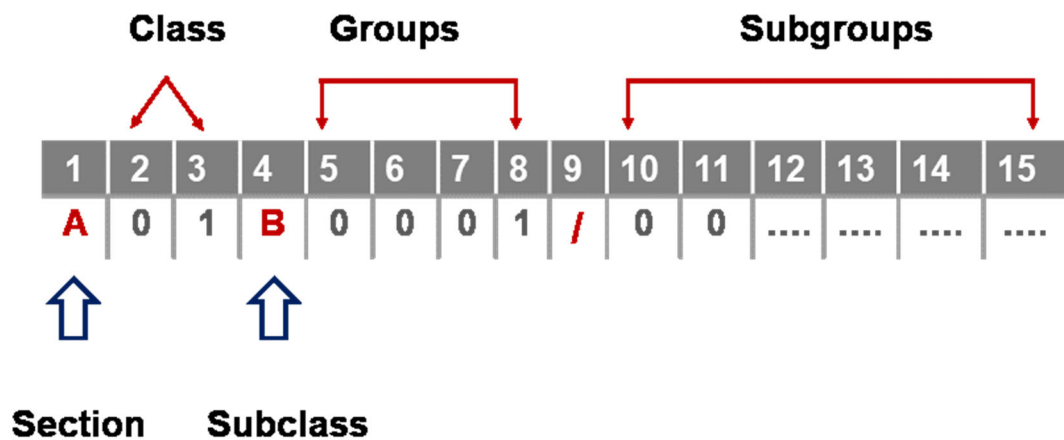 Class Groups Subgroups
1 2 3 4 5 6 7 8 9 10 11 12 13 14 15
A 0 1 B 0 0 0 1 / 0 0 .... .... .... ....
Section Subclass